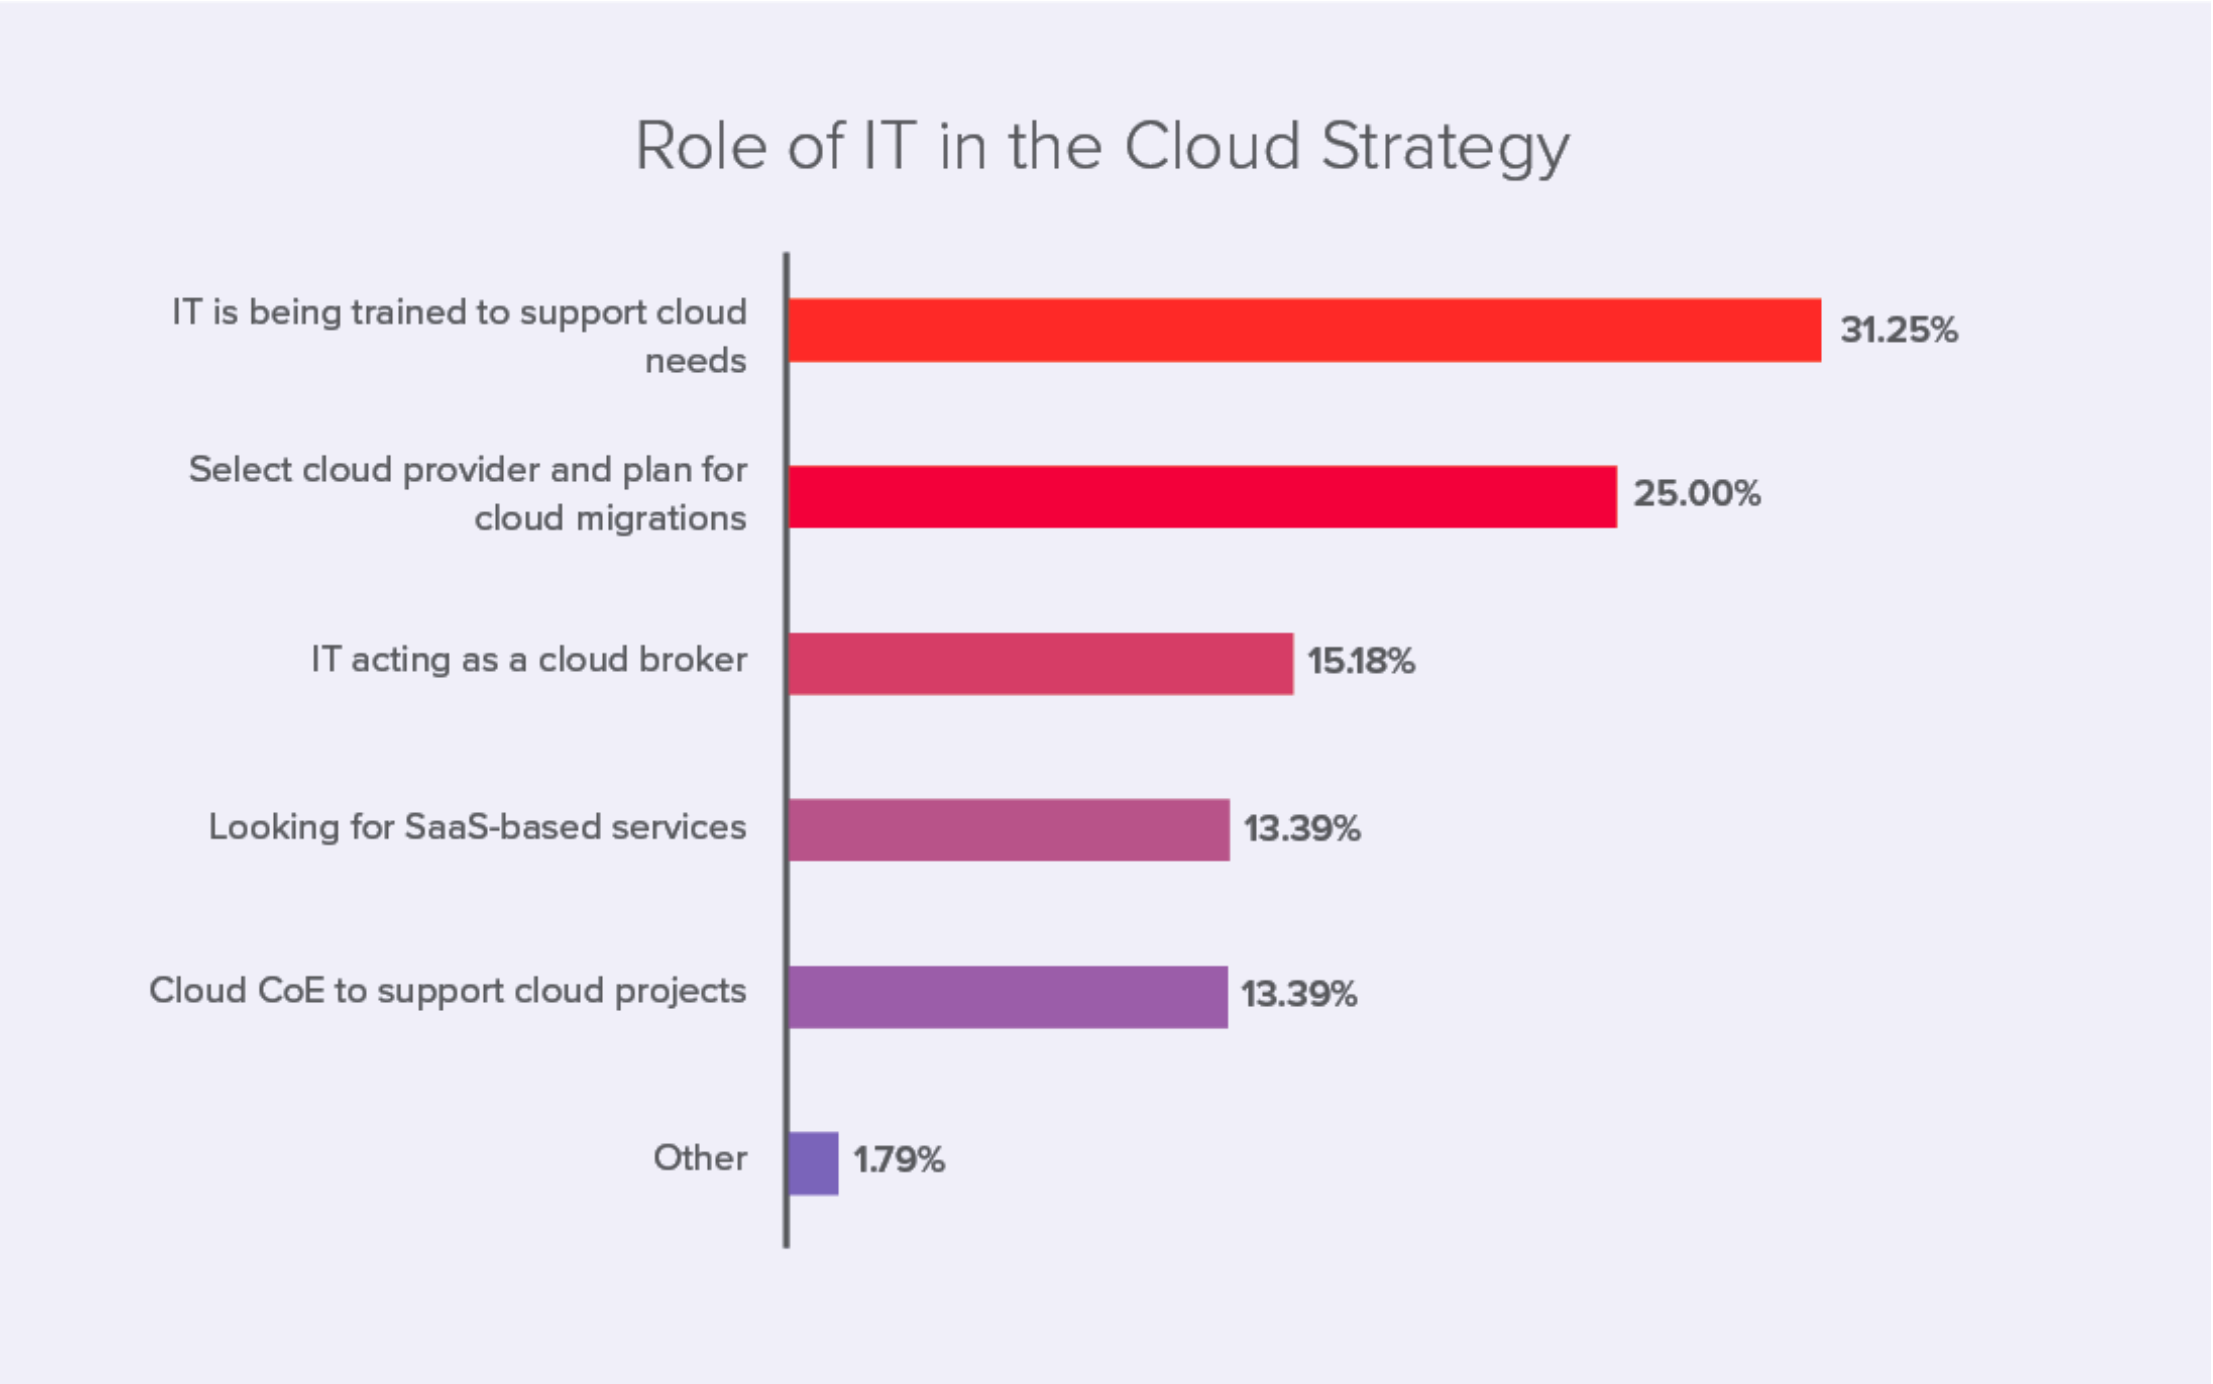 Role of IT in the Cloud Strategy
IT is being trained to support cloud
needs
31.25%
Select cloud provider and plan for
cloud migrations
25.00%
IT acting as a cloud broker
15.18%
Looking for SaaS-based services
13.39%
Cloud CoE to support cloud projects
13.39%
Other
1.79%